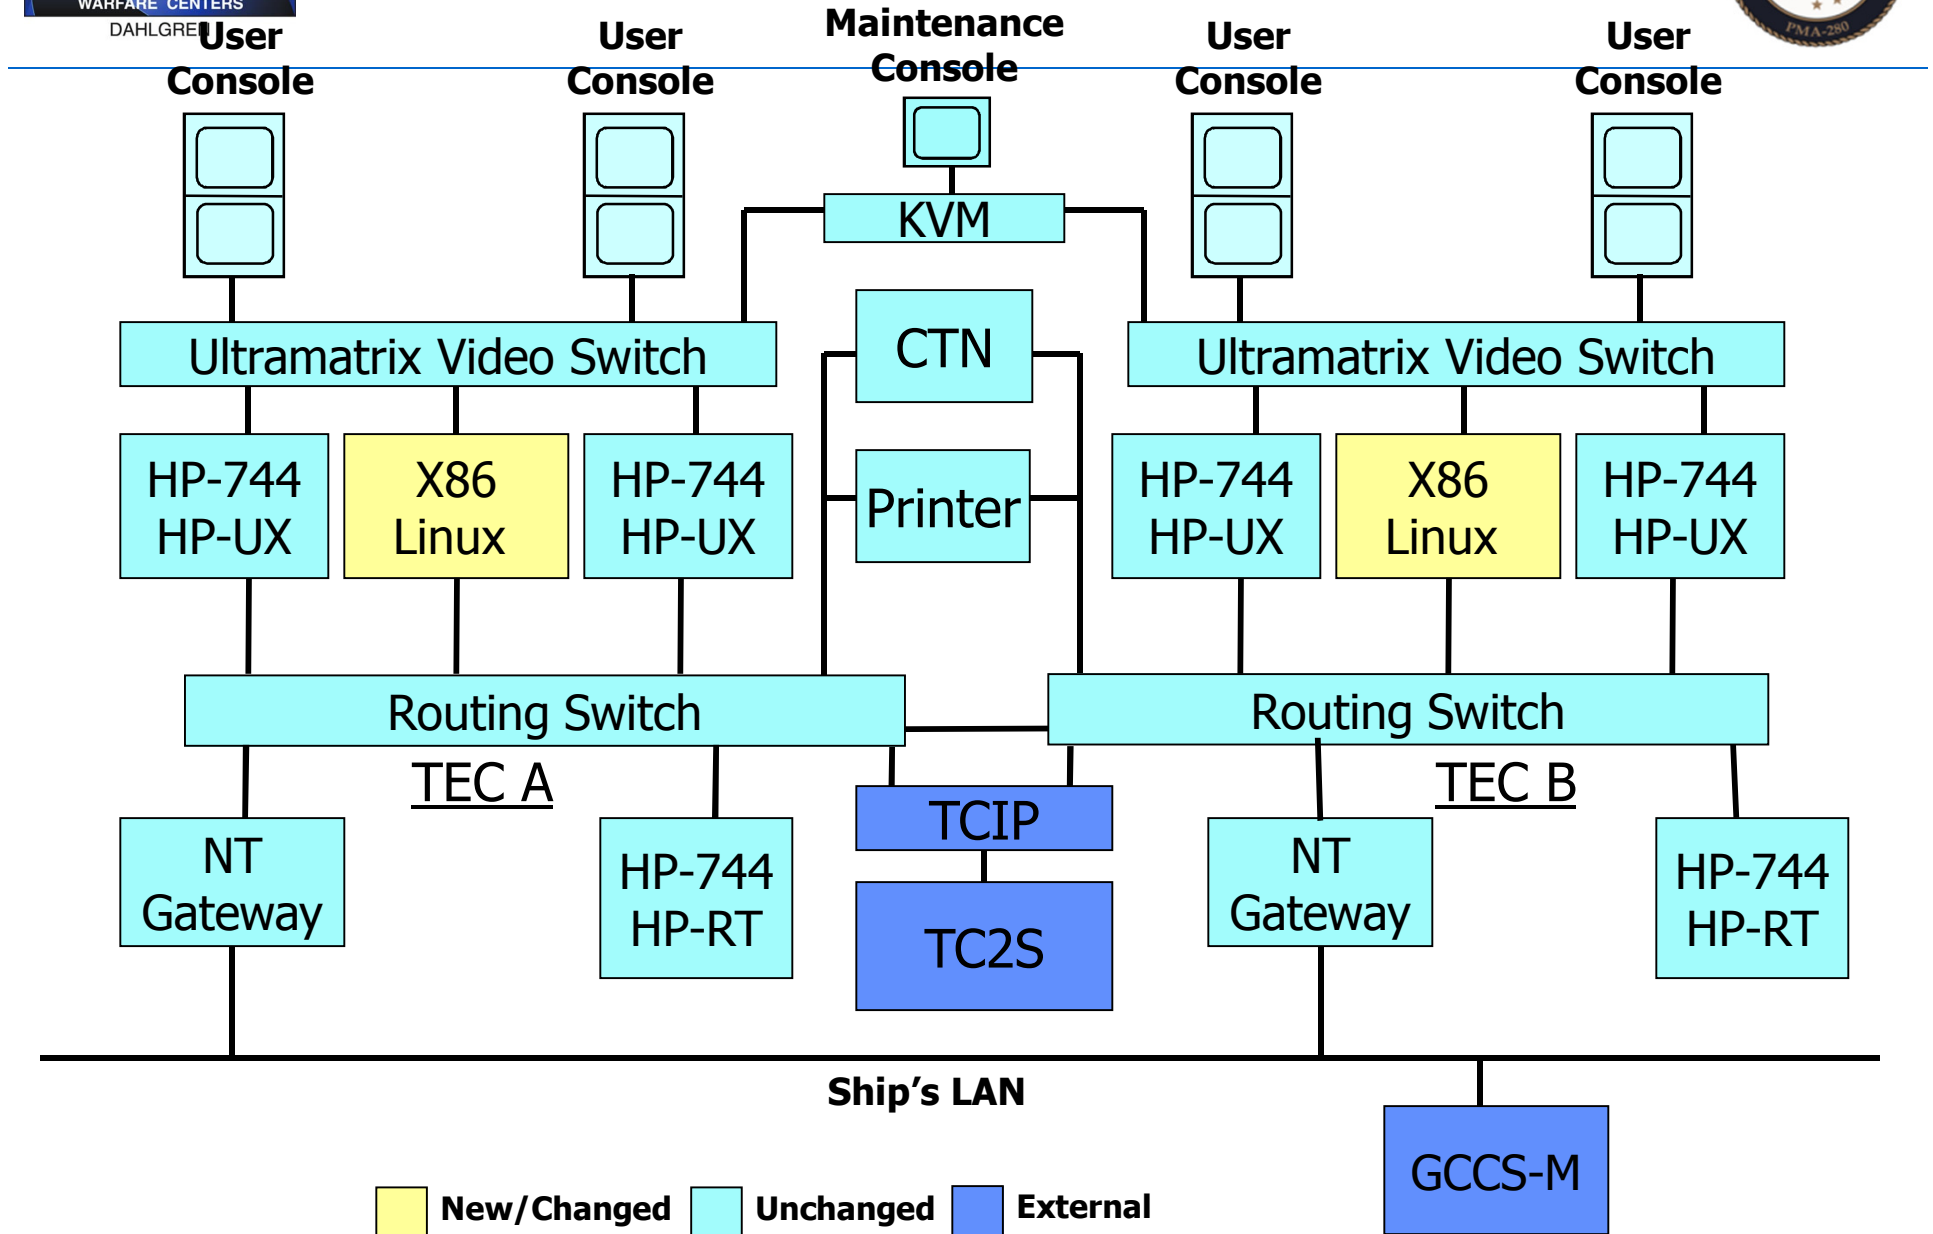 WARFARE CENTERS
DAHLGREN
PMA-280
User
Console
User
Console
Maintenance
Console
User
Console
User
Console
KVM
CTN
Ultramatrix Video Switch
Ultramatrix Video Switch
HP-744
HP-UX
X86
Linux
HP-744
HP-UX
Printer
HP-744
HP-UX
X86
Linux
HP-744
HP-UX
Routing Switch
Routing Switch
TEC A
TEC B
TCIP
NT
Gateway
HP-744
HP-RT
TC2S
NT
Gateway
HP-744
HP-RT
Ship’s LAN
GCCS-M
New/Changed
Unchanged
External